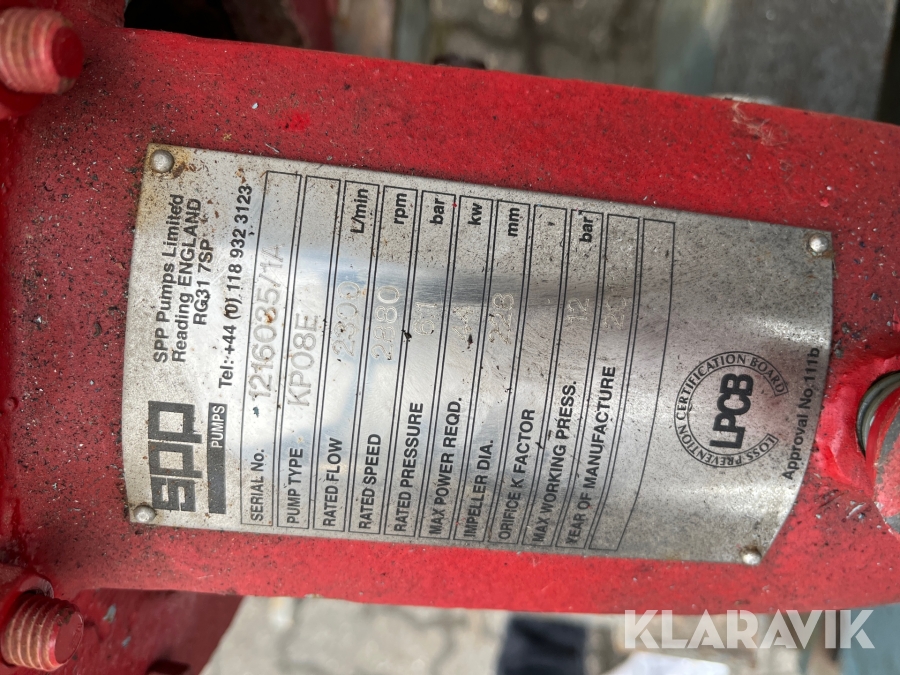 spp
PUMPS
SPP Pumps Limited
Reading ENGLAND
RG31 7SP
Tel: +44 (0) 118 932 3123
SERIAL No. 1216035/1A
PUMP TYPE KP08E
RATED FLOW L/min
RATED SPEED rpm
RATED PRESSURE bar
MAX POWER REQD. kw
IMPELLER DIA. mm
ORIFICE K FACTOR -
MAX WORKING PRESS. 12 bar
YEAR OF MANUFACTURE
LOSS PREVENTION CERTIFICATION BOARD
LPCB
Approval No.111b
KLARAVIK